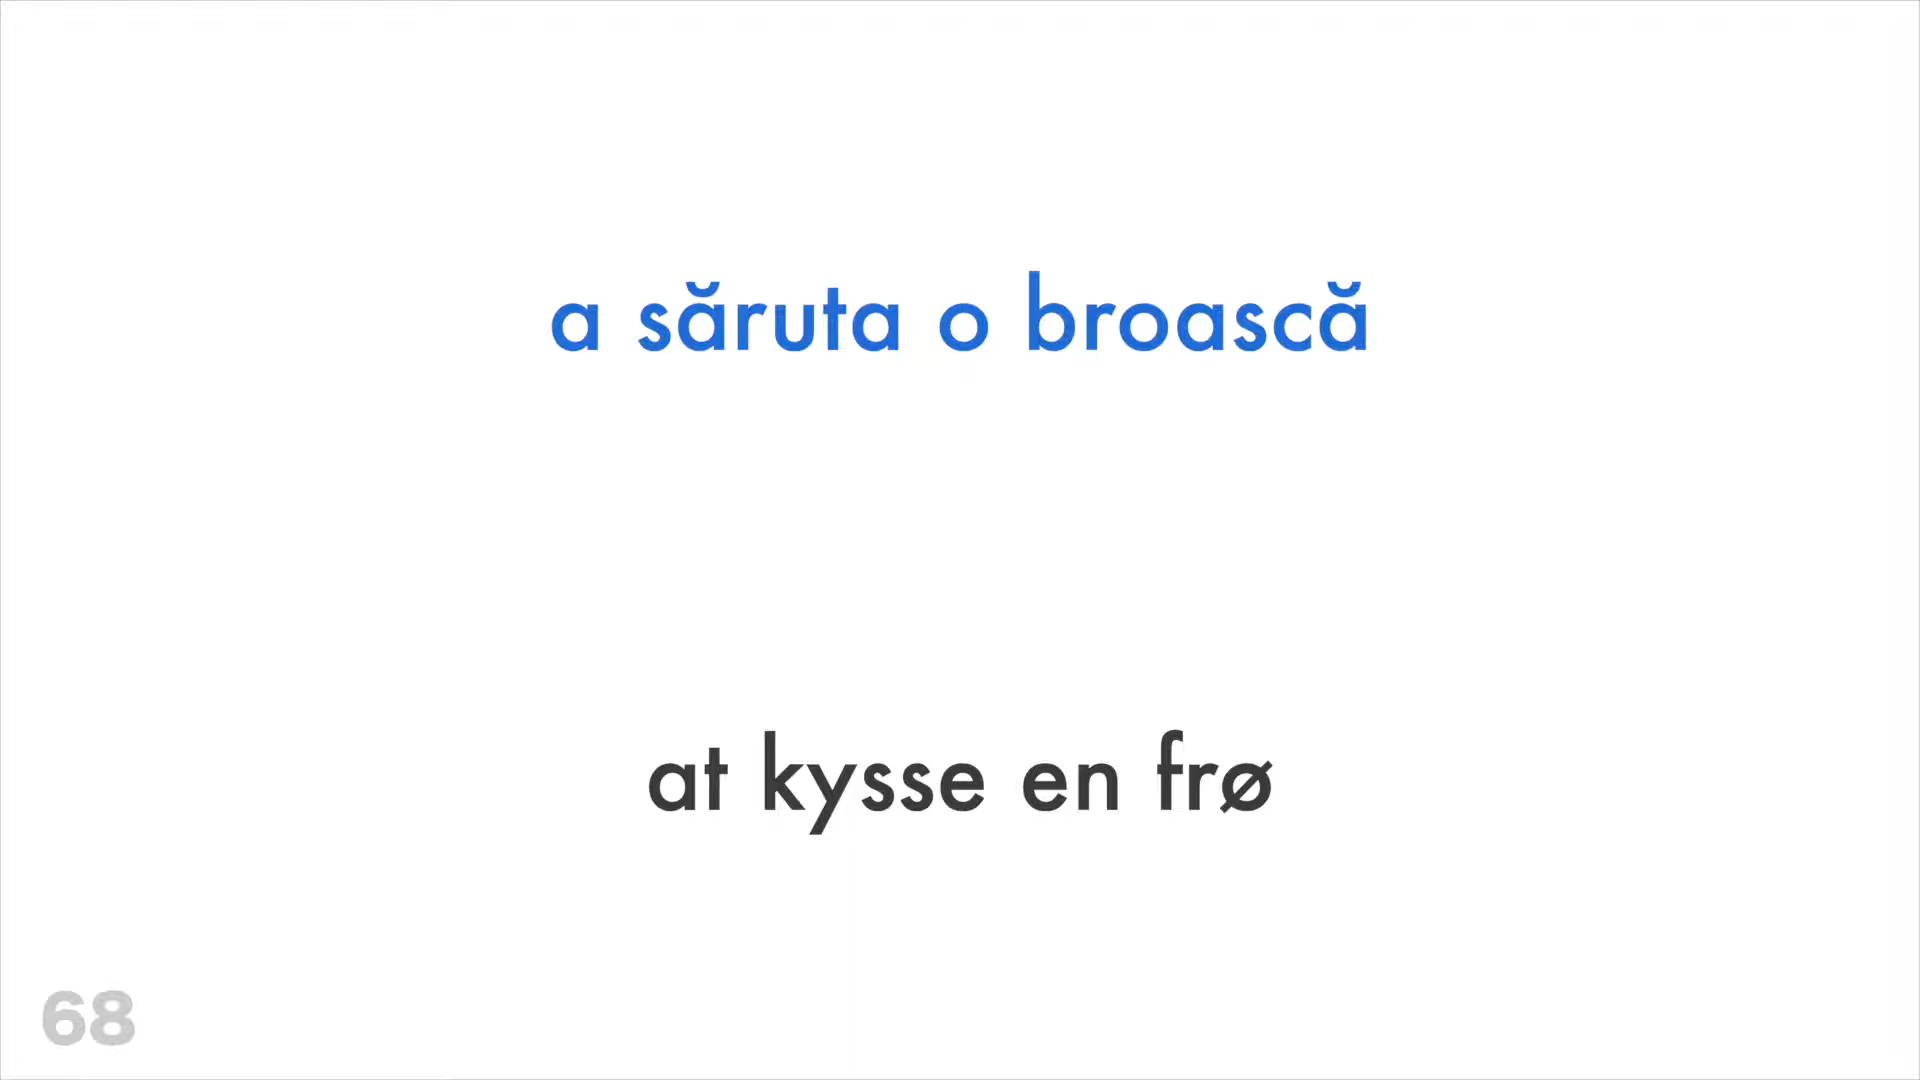 a săruta o broască
at kysse en frø
68